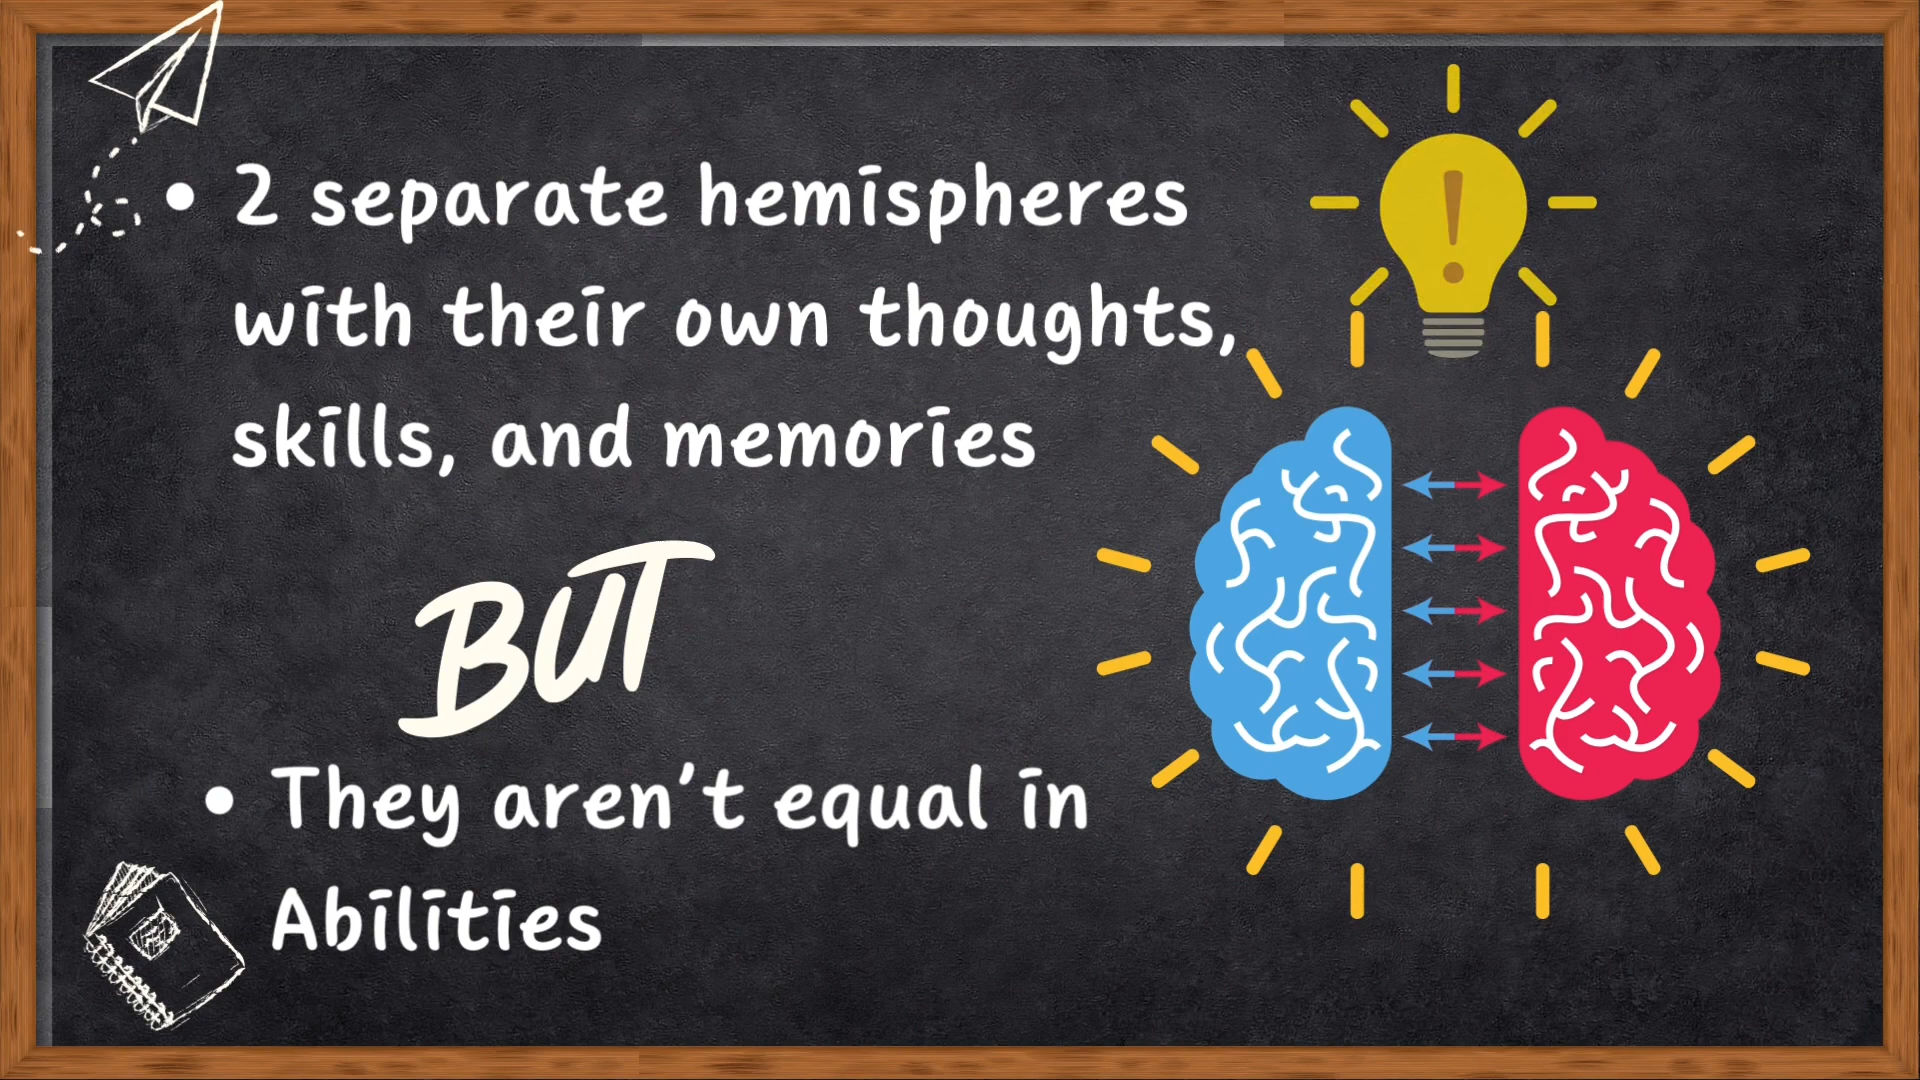 • 2 separate hemispheres
with their own thoughts,
skills, and memories
BUT
• They aren't equal in
Abilities
!